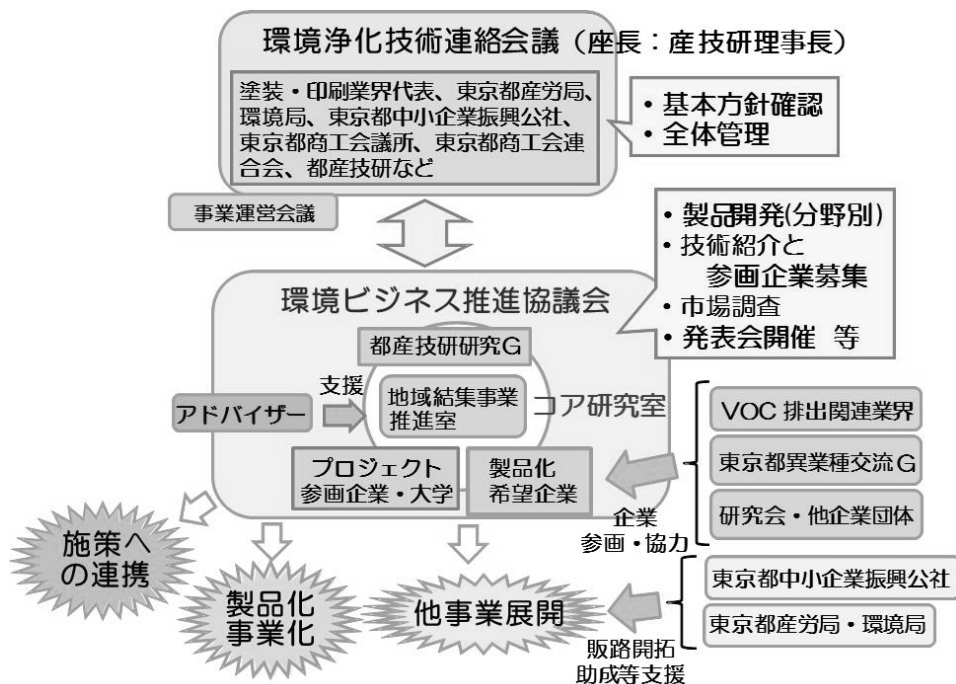 環境浄化技術連絡会議（座長：産技研理事長）
塗装・印刷業界代表、東京都産労局、
環境局、東京都中小企業振興公社、
東京都商工会議所、東京都商工会連
合会、都産技研など
・基本方針確認
・全体管理
事業運営会議
・製品開発(分野別)
・技術紹介と
参画企業募集
・市場調査
・発表会開催 等
環境ビジネス推進協議会
都産技研研究G
支援
アドバイザー
地域結集事業
推進室
コア研究室
プロジェクト
参画企業・大学
製品化
希望企業
VOC 排出関連業界
東京都異業種交流G
研究会・他企業団体
企業
参画・協力
施策へ
の連携
製品化
事業化
他事業展開
東京都中小企業振興公社
東京都産労局・環境局
販路開拓
助成等支援